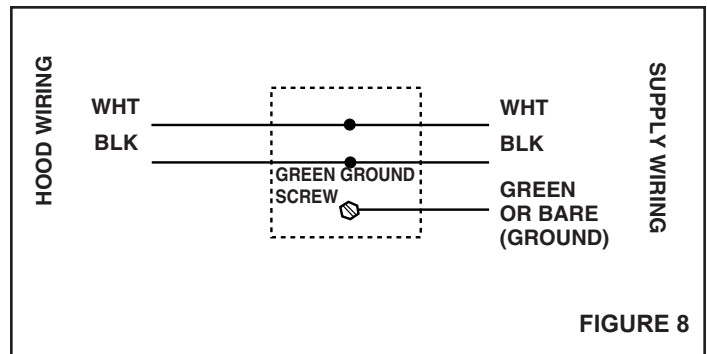 HOOD WIRING
WHT
BLK
GREEN GROUND
SCREW
WHT
BLK
GREEN
OR BARE
(GROUND)
SUPPLY WIRING
FIGURE 8